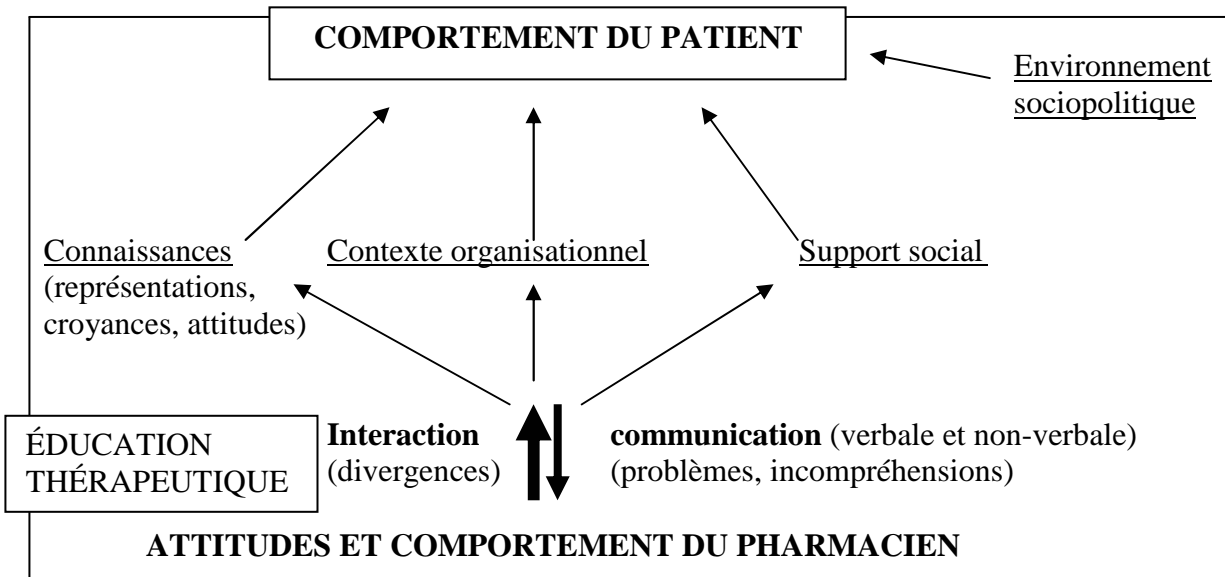 COMPORTEMENT DU PATIENT
Environnement
sociopolitique
Connaissances
(représentations,
croyances, attitudes)
Contexte organisationnel
Support social
ÉDUCATION
THÉRAPEUTIQUE
Interaction
(divergences)
communication (verbale et non-verbale)
(problèmes, incompréhensions)
ATTITUDES ET COMPORTEMENT DU PHARMACIEN